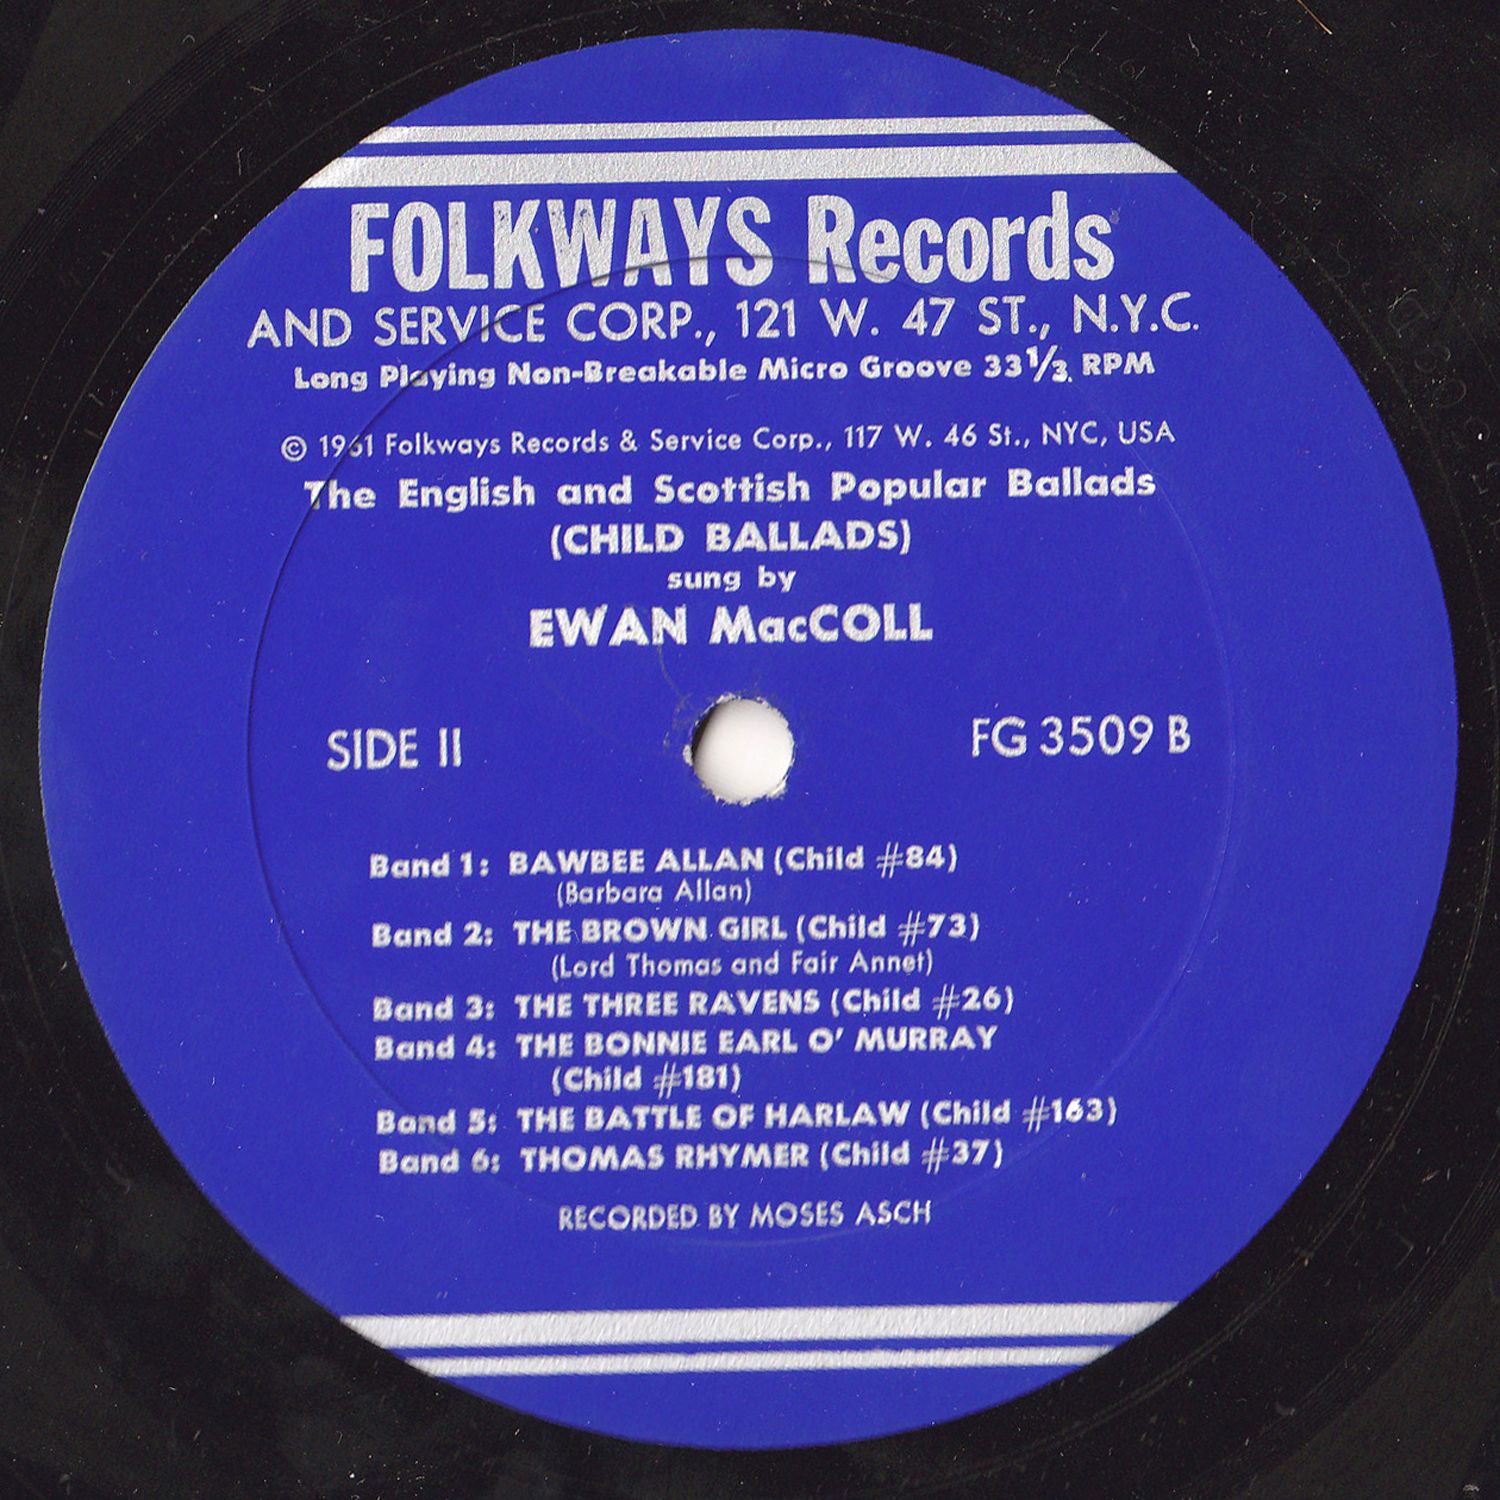 FOLKWAYS Records
AND SERVICE CORP., 121 W. 47 ST., N.Y.C.
Long Playing Non-Breakable Micro Groove 33⅓ RPM
© 1961 Folkways Records & Service Corp., 117 W. 46 St., NYC, USA
The English and Scottish Popular Ballads
(CHILD BALLADS)
sung by
EWAN MacCOLL
SIDE II
FG 3509 B
Band 1: BAWBEE ALLAN (Child #84)
(Barbara Allan)
Band 2: THE BROWN GIRL (Child #73)
(Lord Thomas and Fair Annet)
Band 3: THE THREE RAVENS (Child #26)
Band 4: THE BONNIE EARL O' MURRAY
(Child #181)
Band 5: THE BATTLE OF HARLAW (Child #163)
Band 6: THOMAS RHYMER (Child #37)
RECORDED BY MOSES ASCH